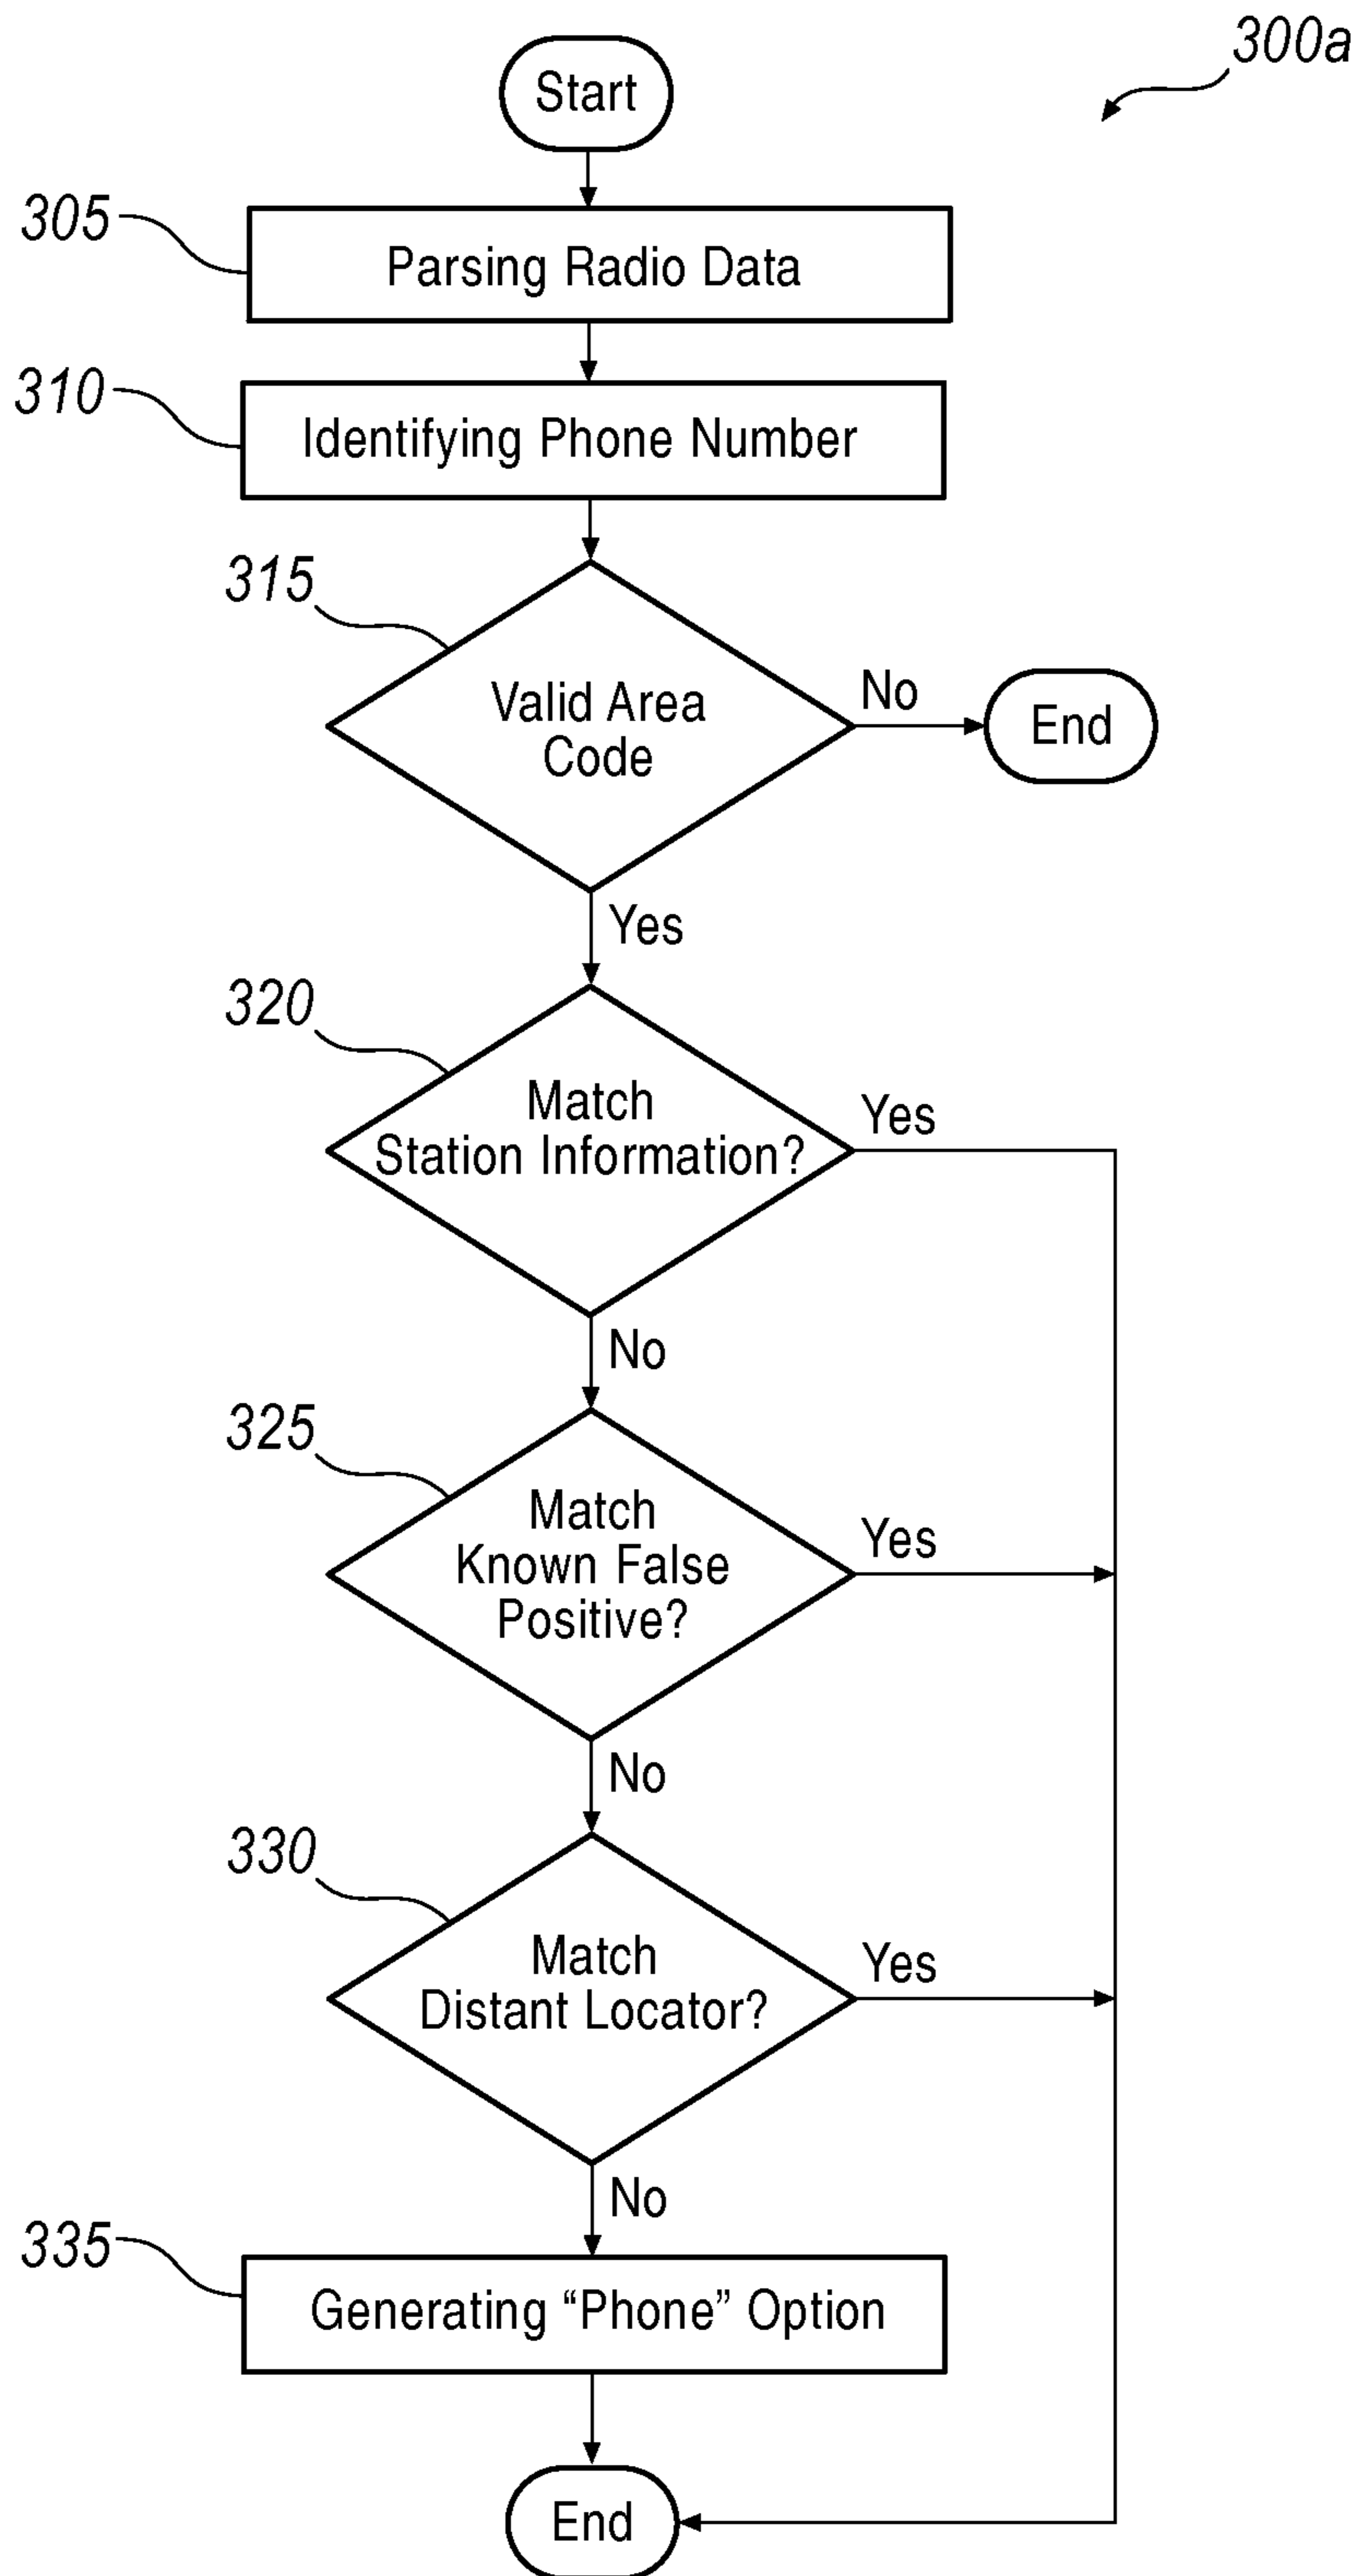 300a
Start
305
Parsing Radio Data
310
Identifying Phone Number
315
Valid Area
Code
No
End
Yes
320
Match
Station Information?
Yes
No
325
Match
Known False
Positive?
Yes
No
330
Match
Distant Locator?
Yes
No
335
Generating “Phone” Option
End